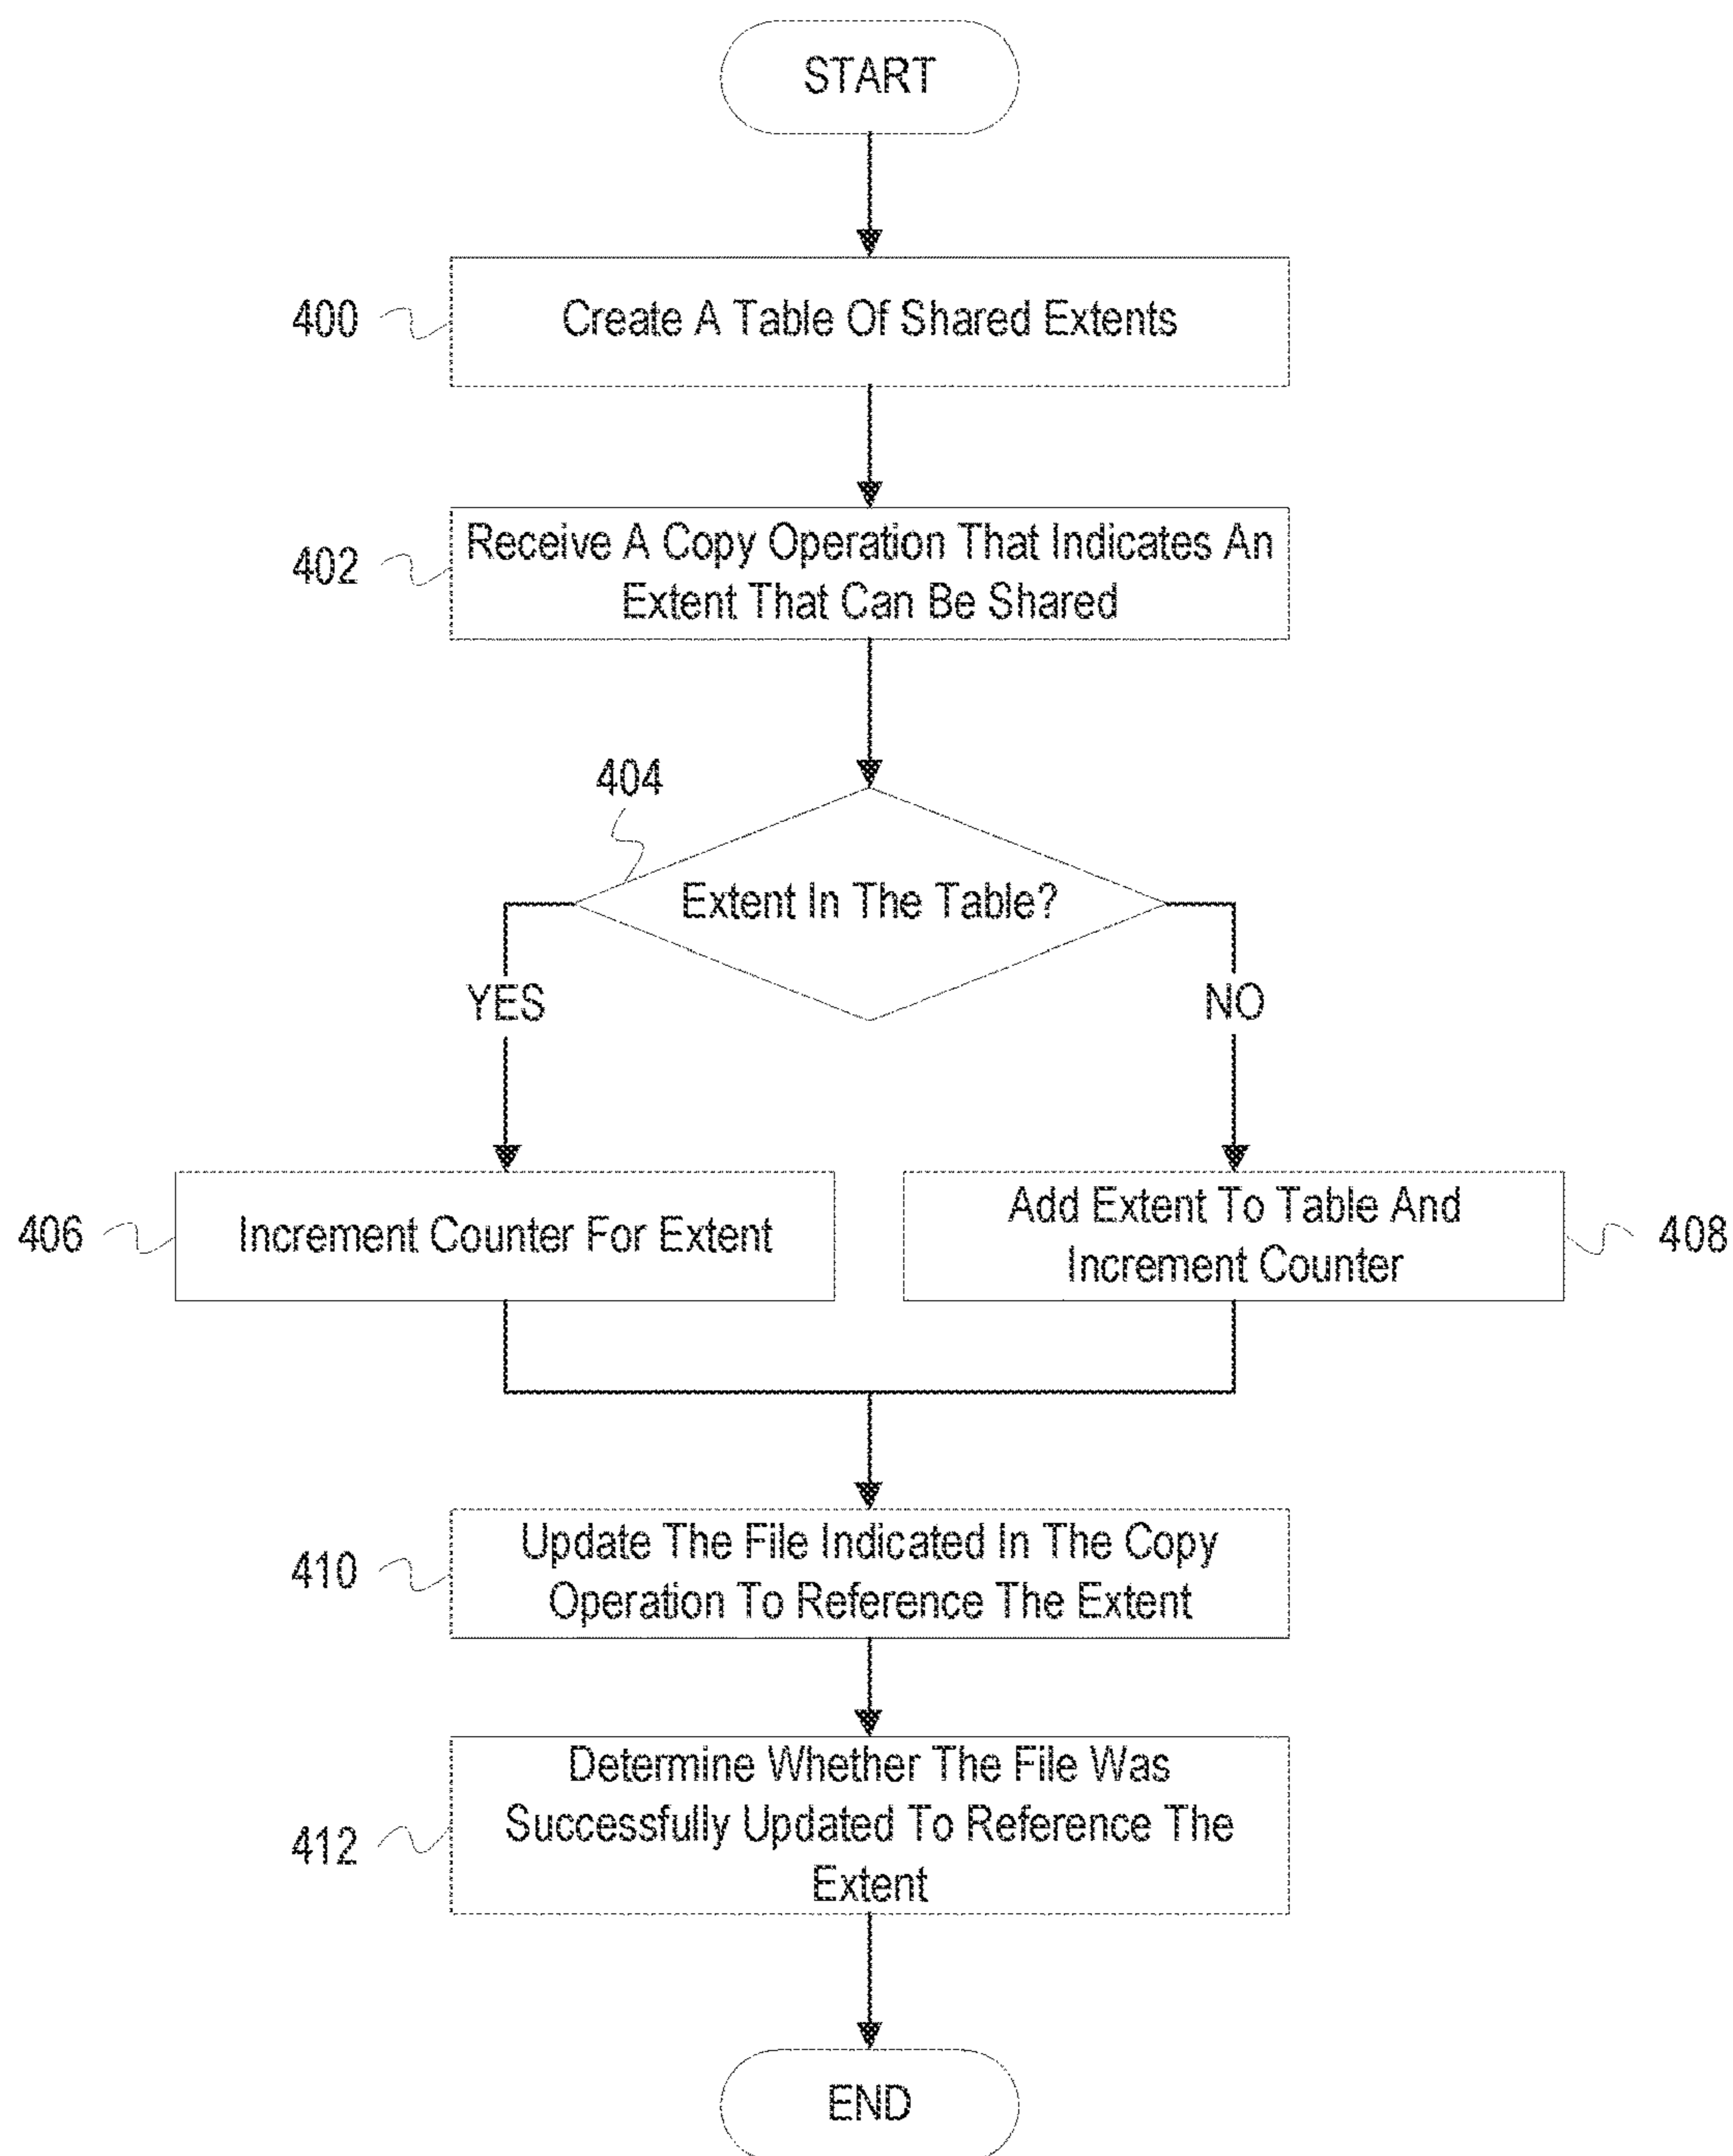 START
400
Create A Table Of Shared Extents
402
Receive A Copy Operation That Indicates An
Extent That Can Be Shared
404
Extent In The Table?
YES
NO
406
Increment Counter For Extent
Add Extent To Table And
Increment Counter
408
410
Update The File Indicated In The Copy
Operation To Reference The Extent
412
Determine Whether The File Was
Successfully Updated To Reference The
Extent
END